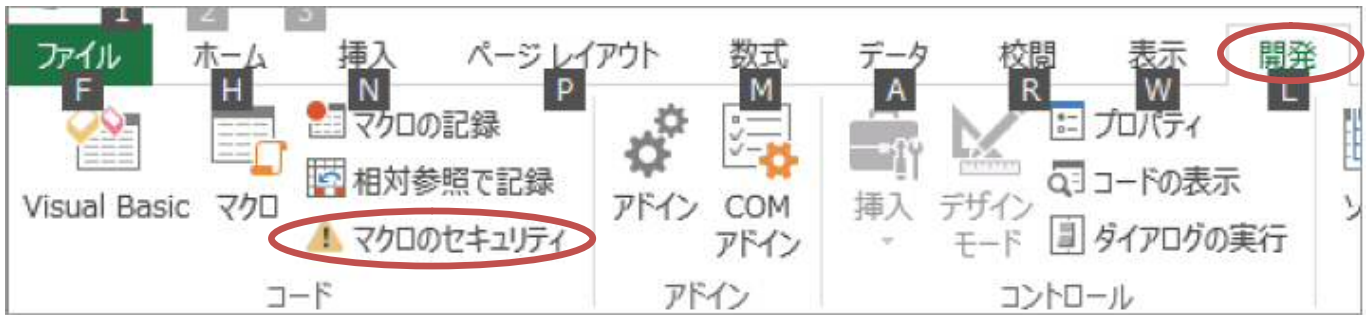 1 2 3
ファイル ホーム 挿入 ページ レイアウト 数式 データ 校閲 表示 開発
F H N P M A R W L
マクロの記録
相対参照で記録
マクロのセキュリティ
Visual Basic マクロ
コード
アドイン COM
アドイン
アドイン
挿入 デザイン
モード
プロパティ
コードの表示
ダイアログの実行
コントロール
ソ